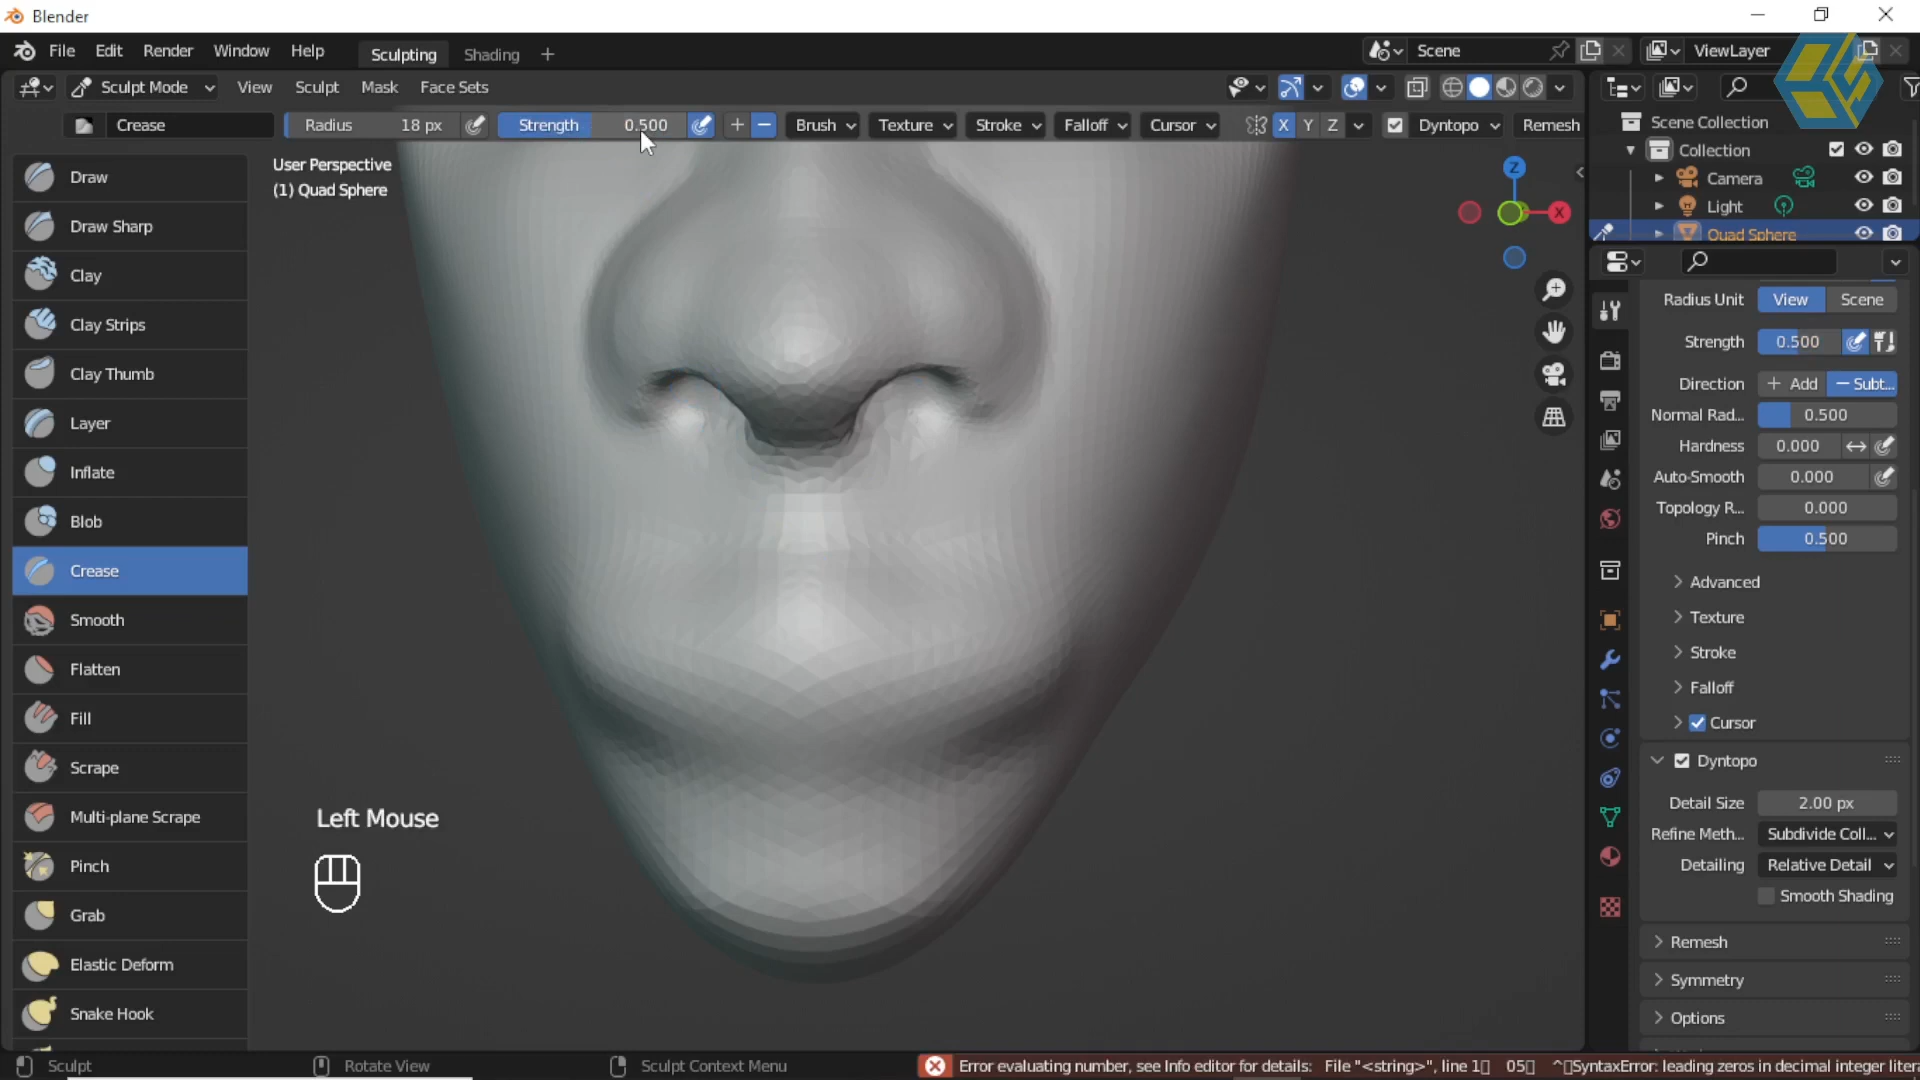 Blender
File Edit Render Window Help Sculpting Shading + Scene ViewLayer
Sculpt Mode View Sculpt Mask Face Sets
Crease Radius 18 px Strength 0.500 + − Brush Texture Stroke Falloff Cursor X Y Z Dyntopo Remesh
User Perspective
(1) Quad Sphere
Draw
Draw Sharp
Clay
Clay Strips
Clay Thumb
Layer
Inflate
Blob
Crease
Smooth
Flatten
Fill
Scrape
Multi-plane Scrape
Pinch
Grab
Elastic Deform
Snake Hook
Left Mouse
Z
X
Scene Collection
Collection
Camera
Light
Quad Sphere
Radius Unit View Scene
Strength 0.500
Direction + Add − Subt...
Normal Rad... 0.500
Hardness 0.000
Auto-Smooth 0.000
Topology R... 0.000
Pinch 0.500
Advanced
Texture
Stroke
Falloff
Cursor
Dyntopo
Detail Size 2.00 px
Refine Meth... Subdivide Coll...
Detailing Relative Detail
Smooth Shading
Remesh
Symmetry
Options
Sculpt Rotate View Sculpt Context Menu Error evaluating number, see Info editor for details: File "<string>", line 1 05 ^ SyntaxError: leading zeros in decimal integer liter